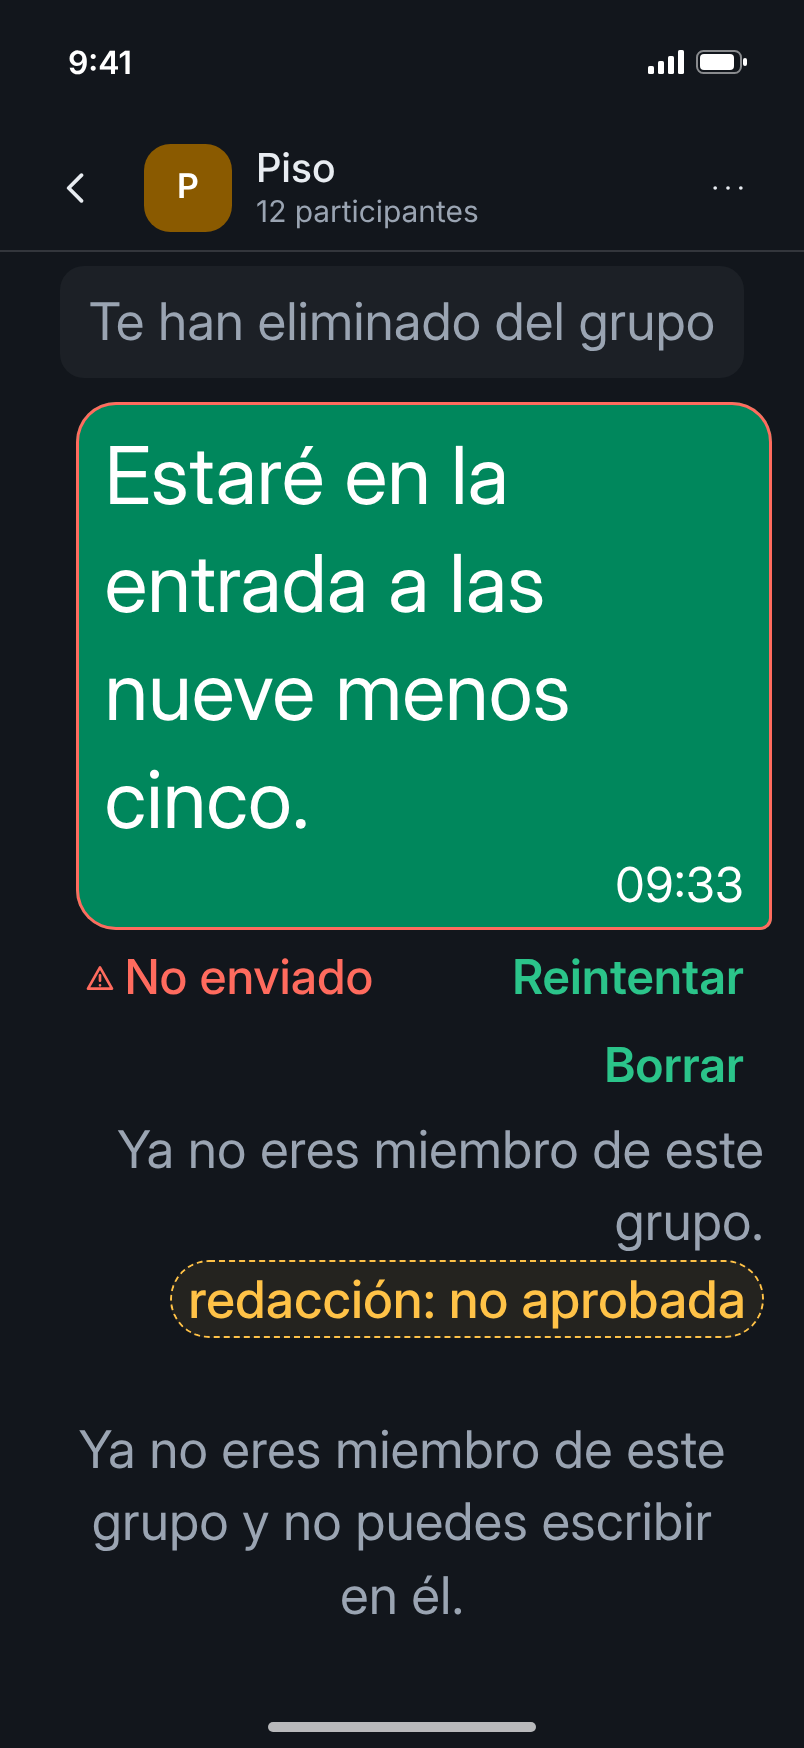 9:41
P
Piso
12 participantes
Te han eliminado del grupo
Estaré en la
entrada a las
nueve menos
cinco.
09:33
No enviado
Reintentar
Borrar
Ya no eres miembro de este
grupo.
redacción: no aprobada
Ya no eres miembro de este
grupo y no puedes escribir
en él.